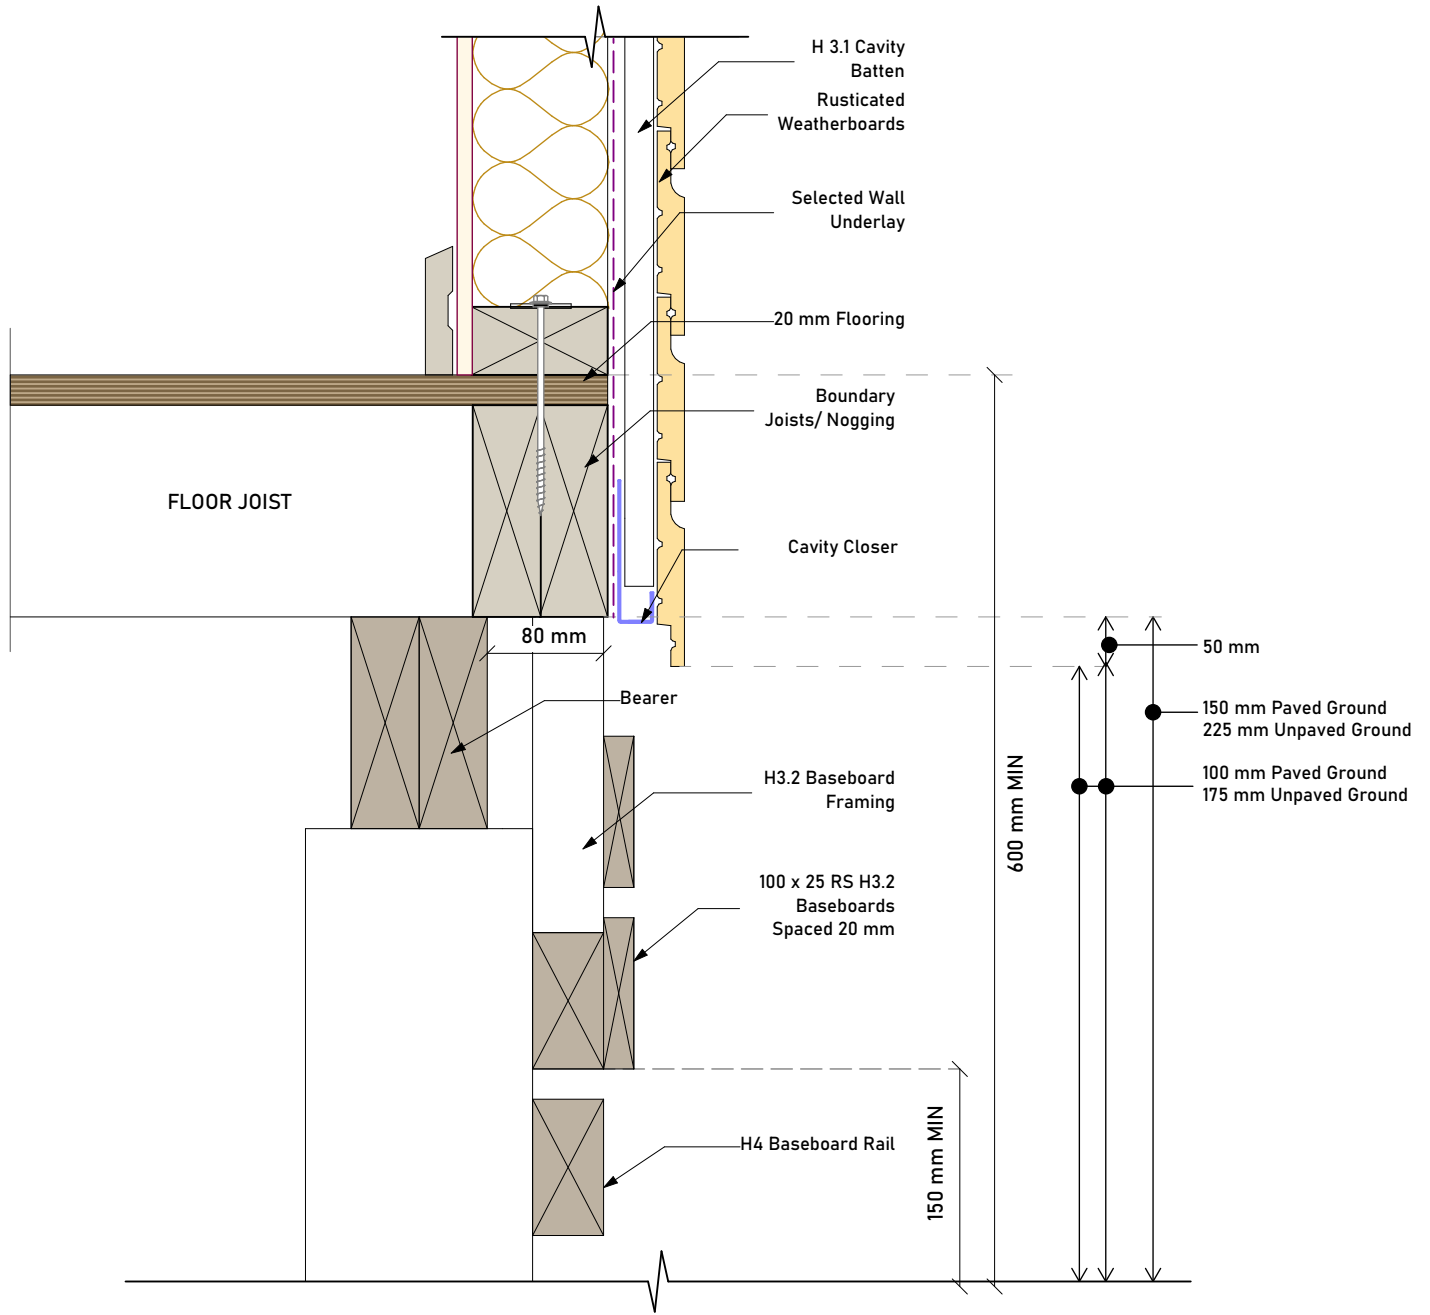 H 3.1 Cavity
Batten
Rusticated
Weatherboards
Selected Wall
Underlay
20 mm Flooring
Boundary
Joists/ Nogging
FLOOR JOIST
Cavity Closer
80 mm
50 mm
Bearer
150 mm Paved Ground
225 mm Unpaved Ground
H3.2 Baseboard
Framing
600 mm MIN
100 mm Paved Ground
175 mm Unpaved Ground
100 x 25 RS H3.2
Baseboards
Spaced 20 mm
H4 Baseboard Rail
150 mm MIN